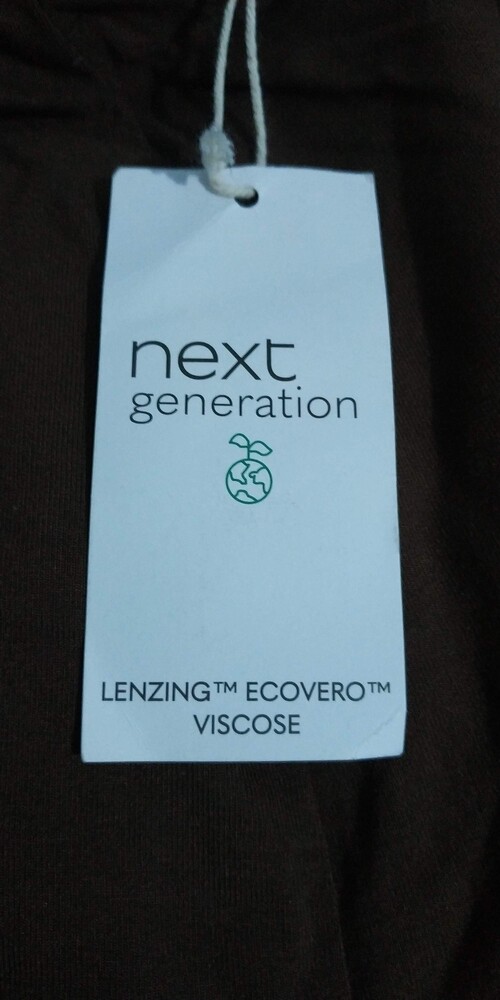 next
generation
LENZING™ ECOVERO™
VISCOSE